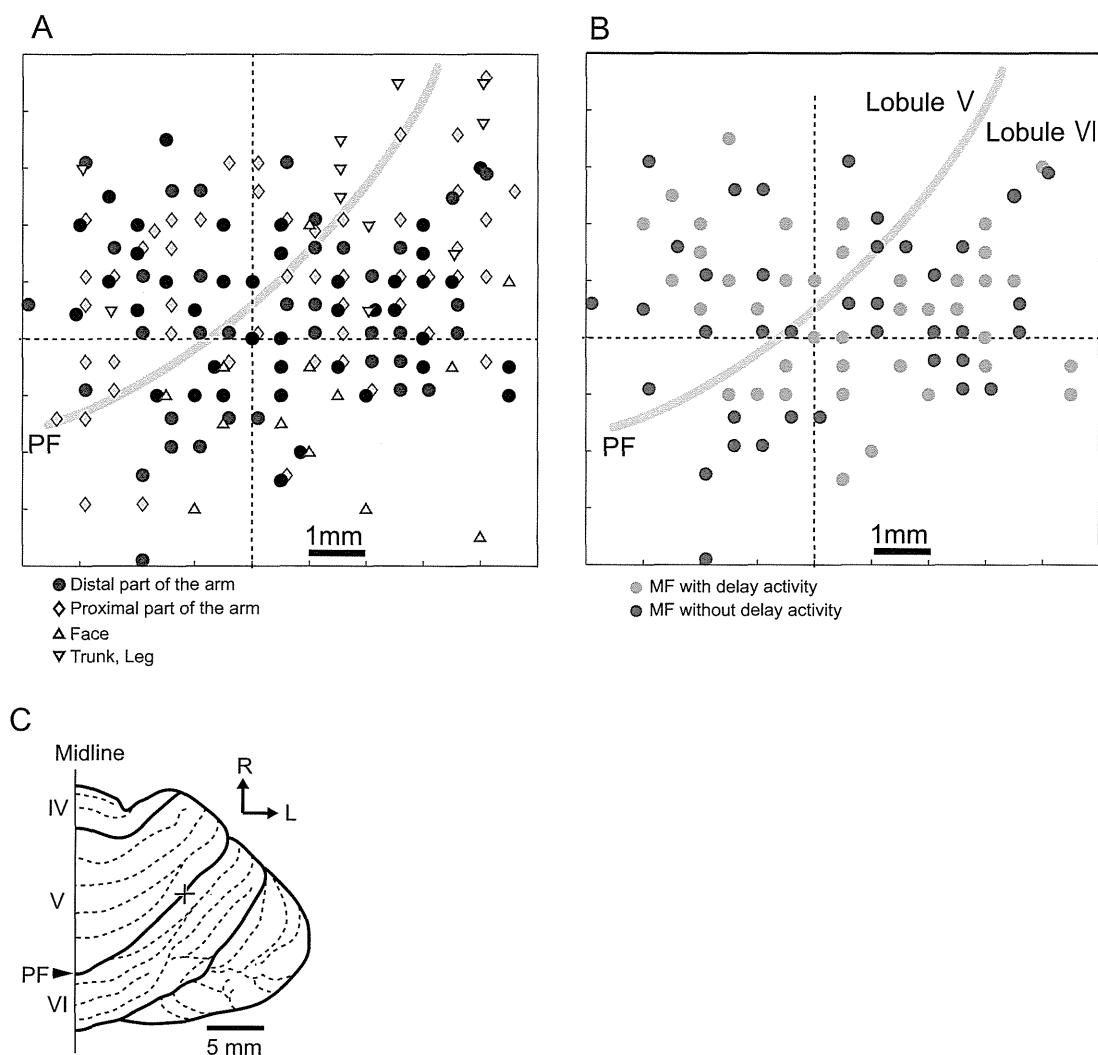 A
PF
1mm
● Distal part of the arm
◇ Proximal part of the arm
△ Face
▽ Trunk, Leg
B
Lobule V
Lobule VI
PF
1mm
● MF with delay activity
● MF without delay activity
C
Midline
R
L
IV
V
PF
VI
5 mm